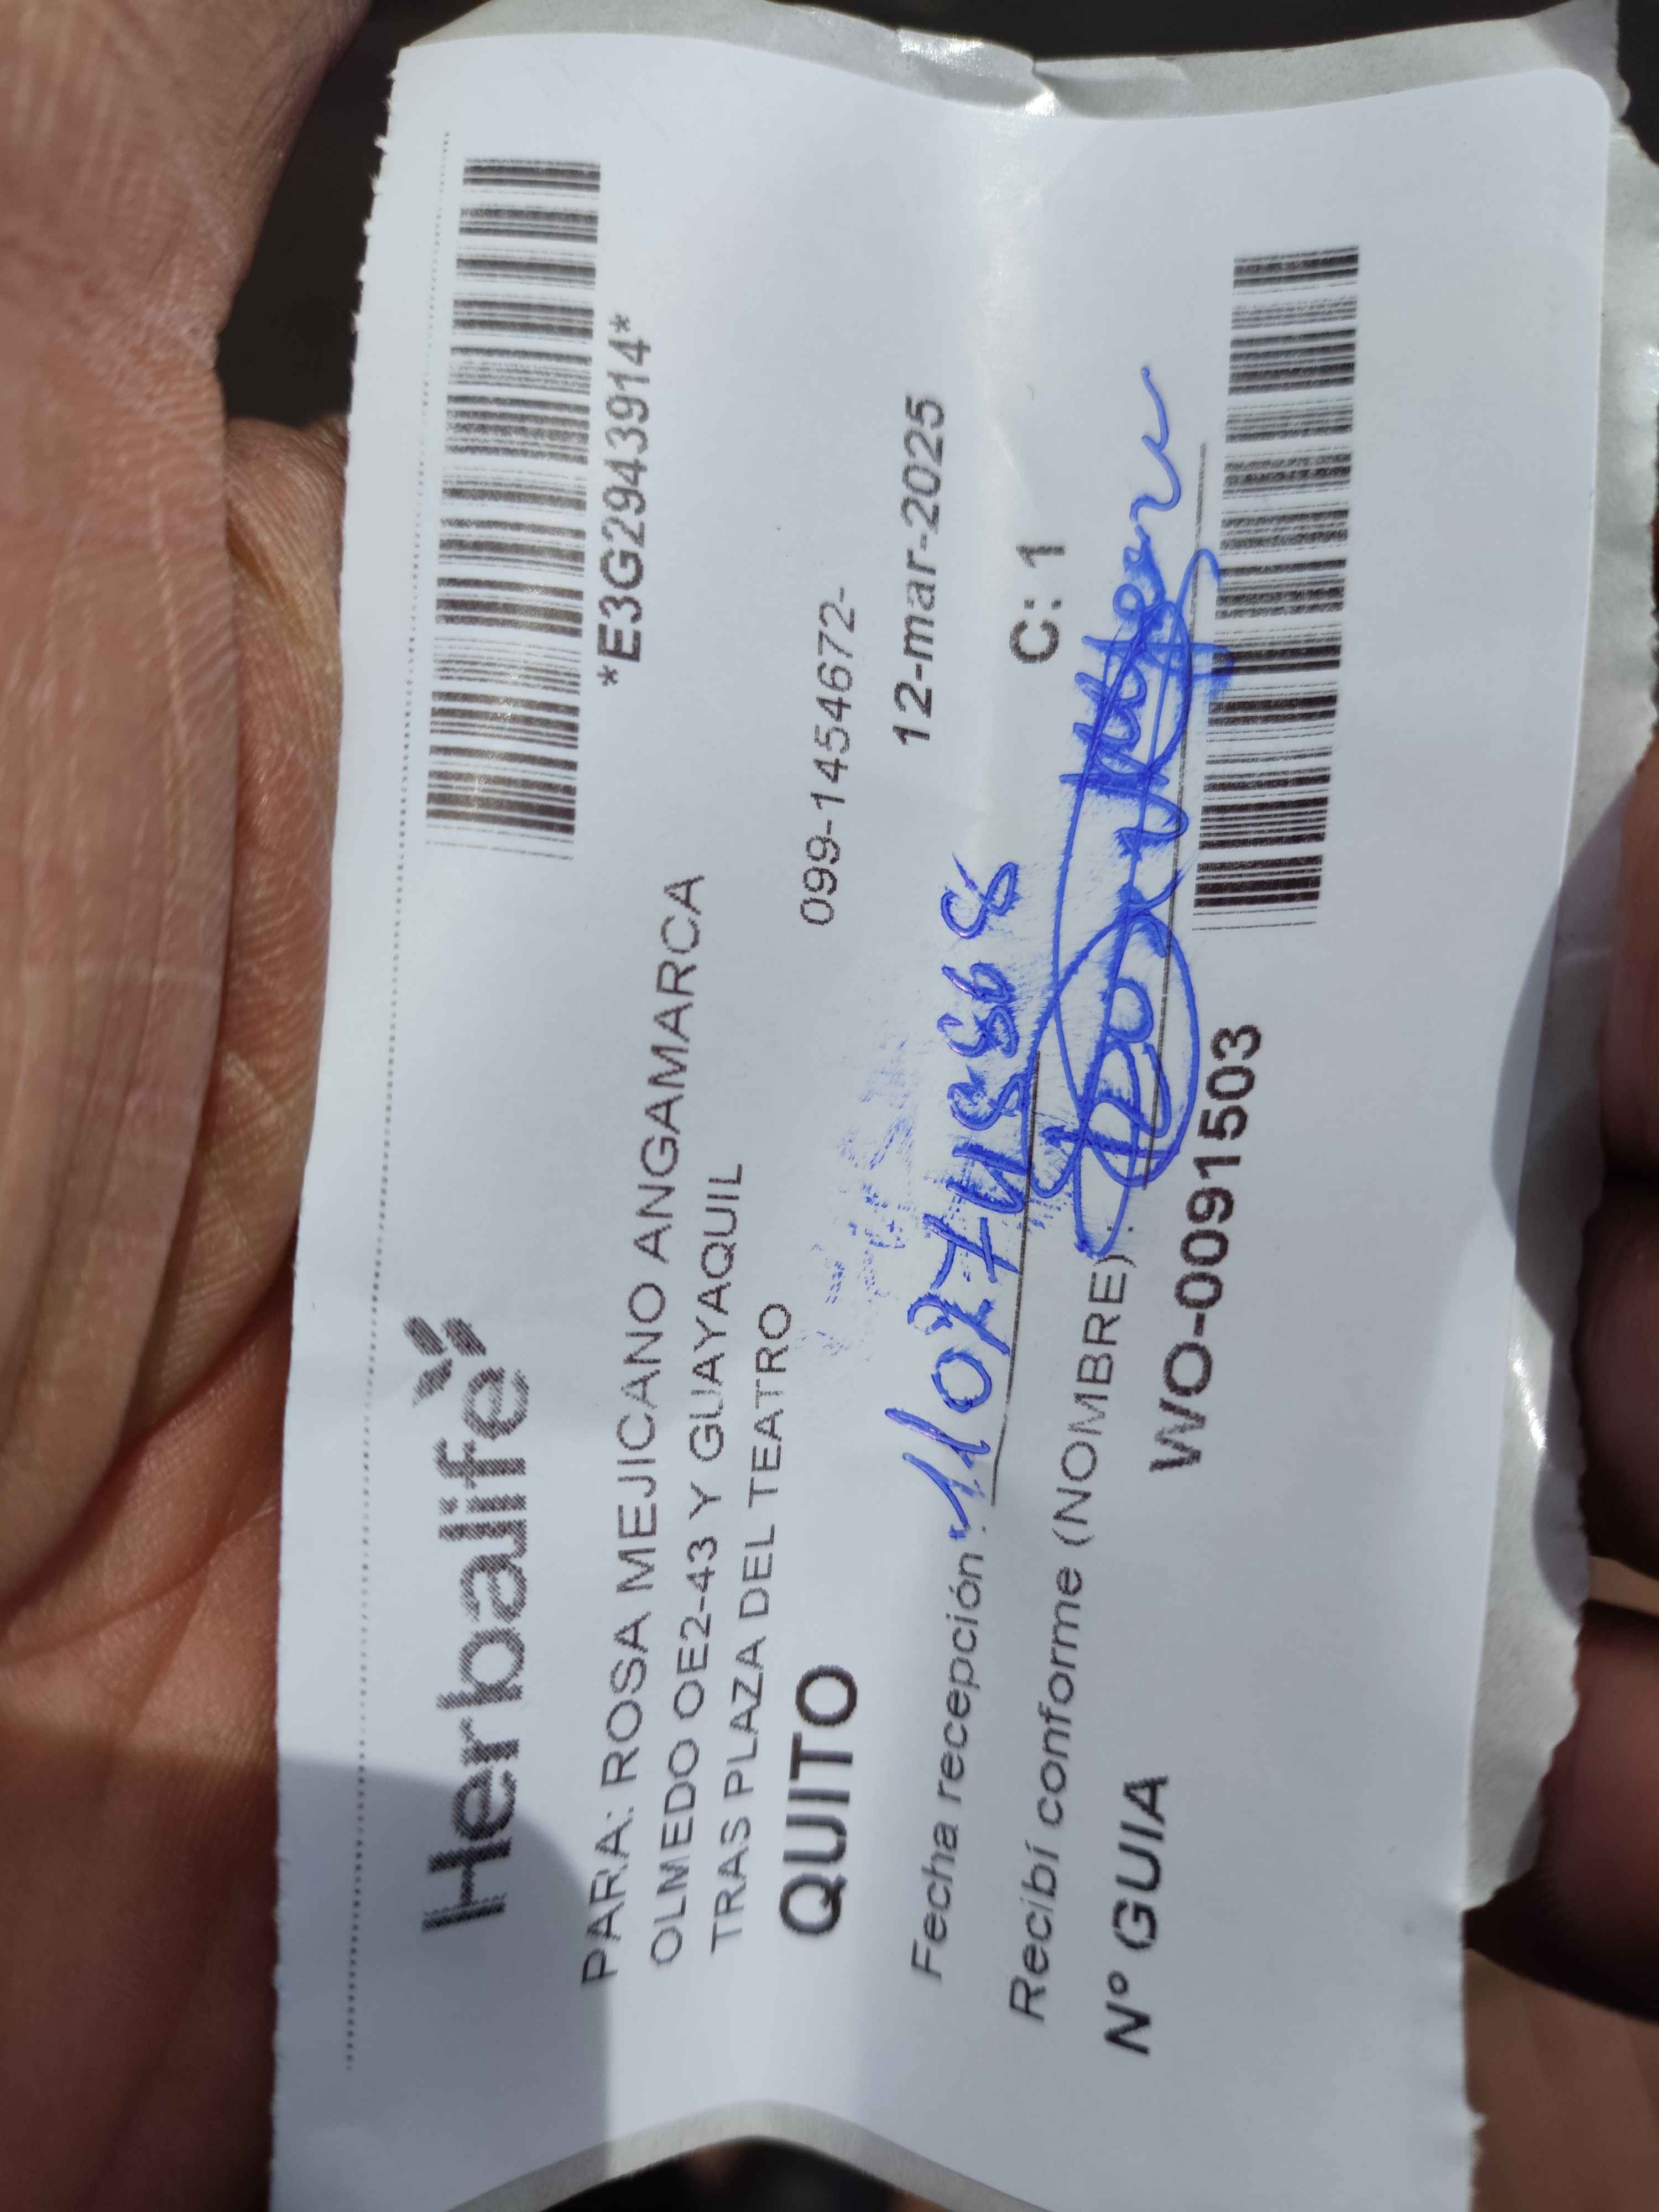 Herbalife
*E3G2943914*
PARA: ROSA MEJICANO ANGAMARCA
OLMEDO OE2-43 Y GUAYAQUIL
TRAS PLAZA DEL TEATRO
099-1454672-
QUITO
12-mar-2025
Fecha recepción :
C: 1
Recibí conforme (NOMBRE) :
Nº GUIA WO-0091503